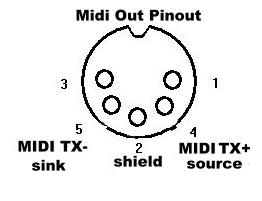 Midi Out Pinout
3 1
5 4
2
MIDI TX- shield MIDI TX+
sink source